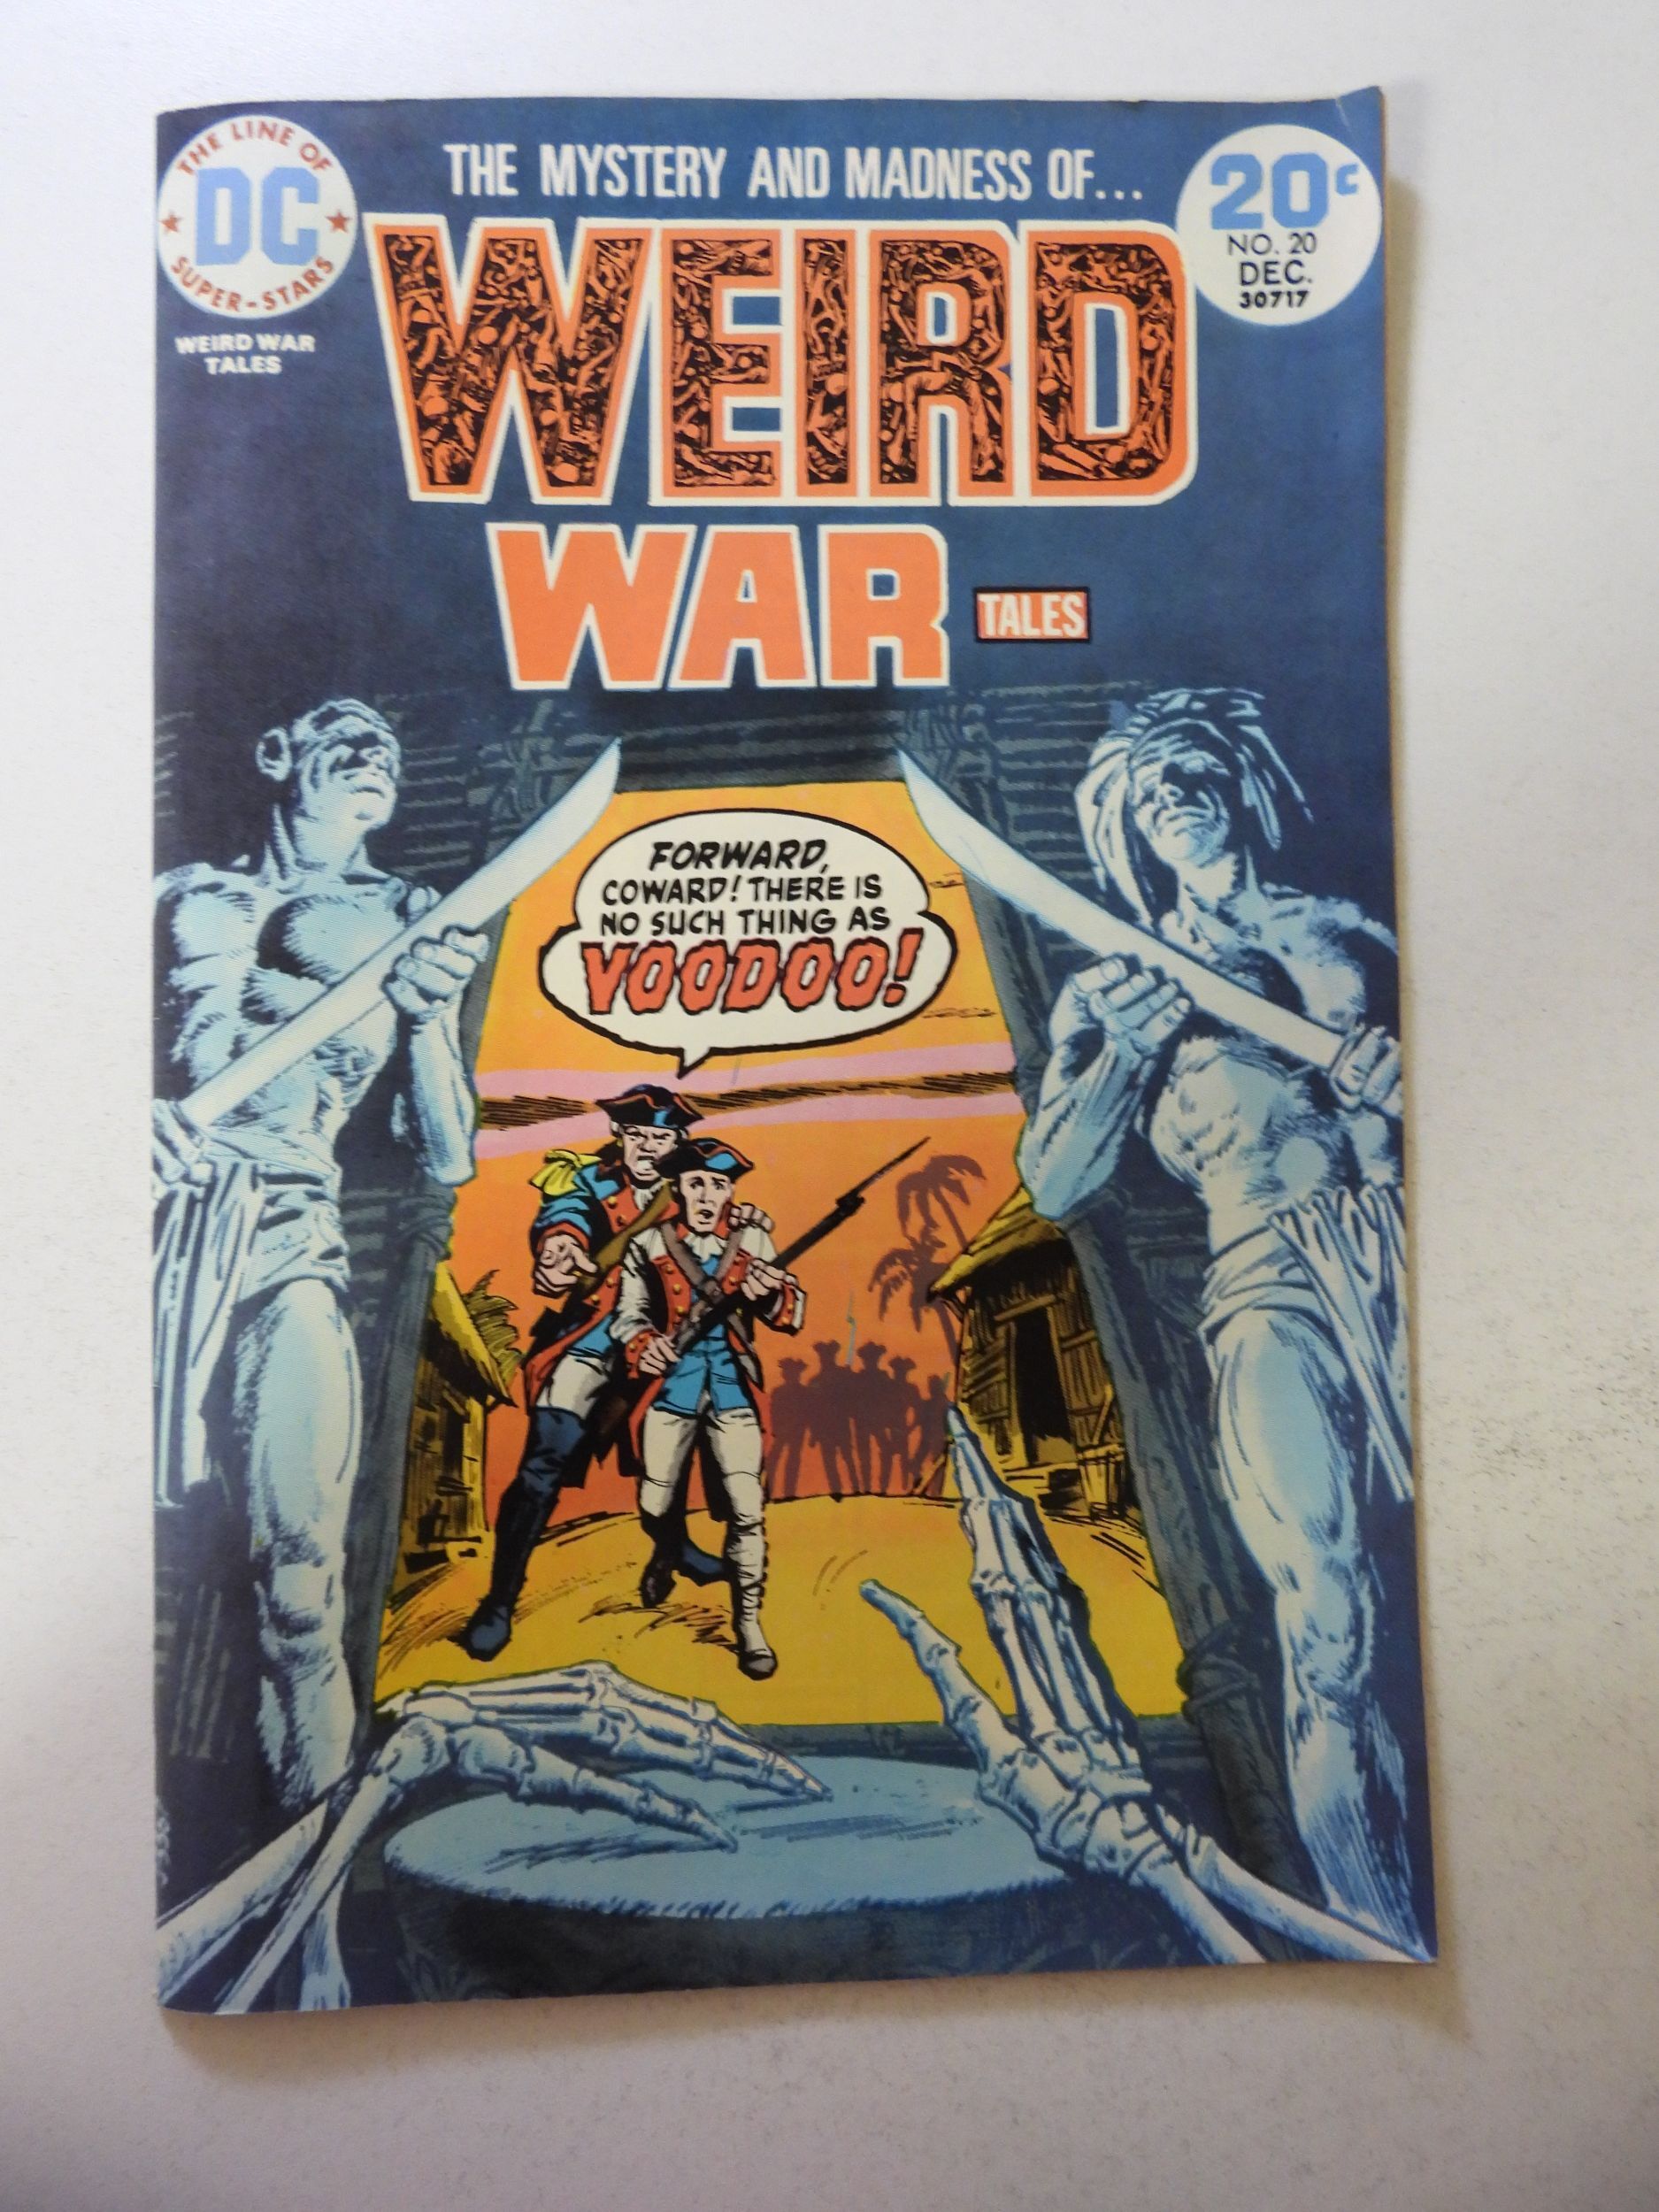 THE LINE OF
DC
SUPER-STARS
WEIRD WAR
TALES
THE MYSTERY AND MADNESS OF...
WEIRD
WAR
TALES
20¢
NO. 20
DEC.
30717
FORWARD,
COWARD! THERE IS
NO SUCH THING AS
VOODOO!